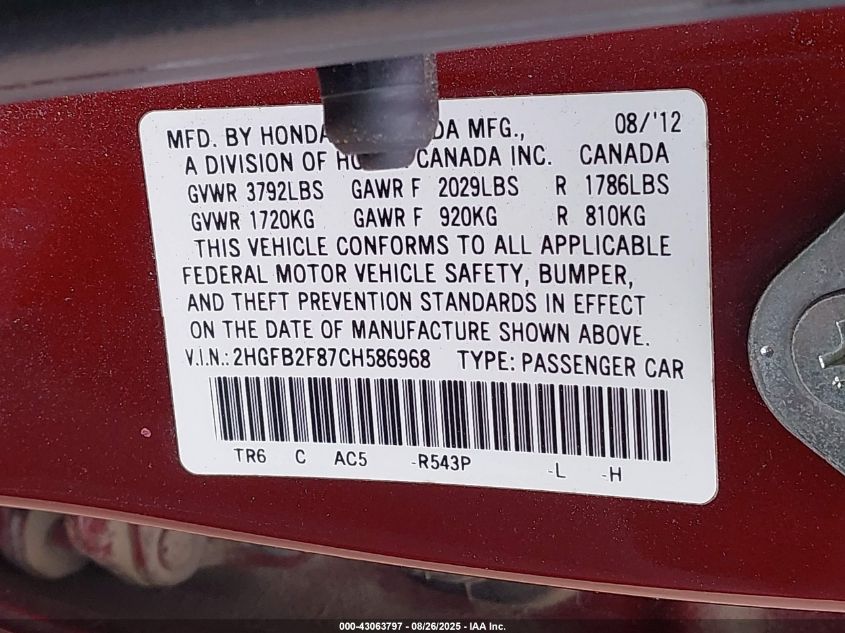 MFD. BY HONDA DA MFG., 08/'12
A DIVISION OF HO CANADA INC. CANADA
GVWR 3792LBS GAWR F 2029LBS R 1786LBS
GVWR 1720KG GAWR F 920KG R 810KG
THIS VEHICLE CONFORMS TO ALL APPLICABLE
FEDERAL MOTOR VEHICLE SAFETY, BUMPER,
AND THEFT PREVENTION STANDARDS IN EFFECT
ON THE DATE OF MANUFACTURE SHOWN ABOVE.
V.I.N.: 2HGFB2F87CH586968 TYPE: PASSENGER CAR
TR6 C AC5 -R543P -L -H
000-43063797 - 08/26/2025 - IAA Inc.